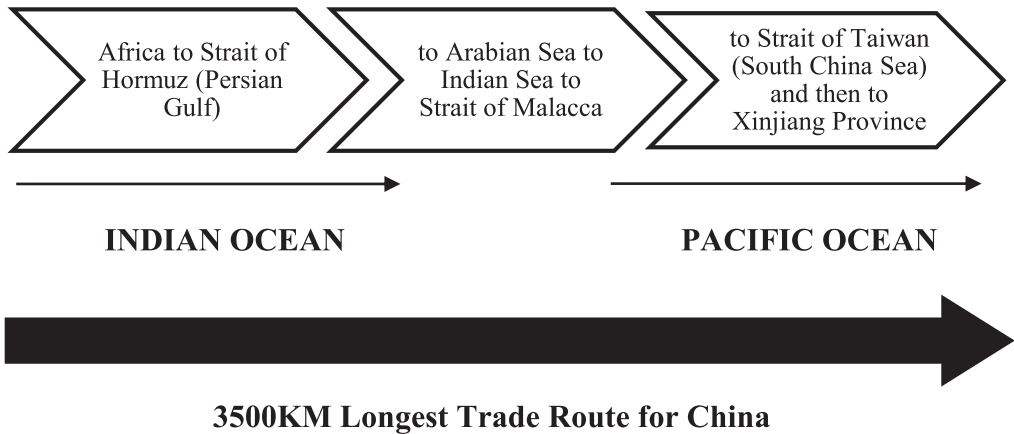 Africa to Strait of
Hormuz (Persian
Gulf)
to Arabian Sea to
Indian Sea to
Strait of Malacca
to Strait of Taiwan
(South China Sea)
and then to
Xinjiang Province
INDIAN OCEAN
PACIFIC OCEAN
3500KM Longest Trade Route for China